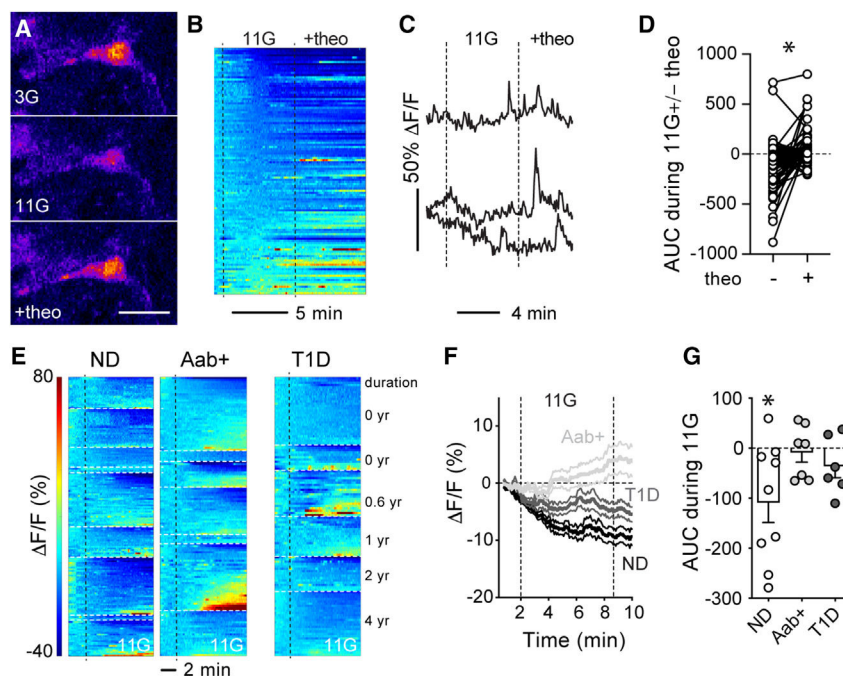 A
3G
11G
+theo
B
11G +theo
5 min
C
11G +theo
50% ΔF/F
4 min
D
*
1000
500
0
-500
-1000
AUC during 11G+/- theo
theo - +
E
ND Aab+ T1D
80
-40
ΔF/F (%)
duration
0 yr
0 yr
0.6 yr
1 yr
2 yr
4 yr
11G 11G 11G
2 min
F
11G
15
0
-10
-20
ΔF/F (%)
Aab+
T1D
ND
2 4 6 8 10
Time (min)
G
*
100
0
-100
-200
-300
AUC during 11G
ND Aab+ T1D